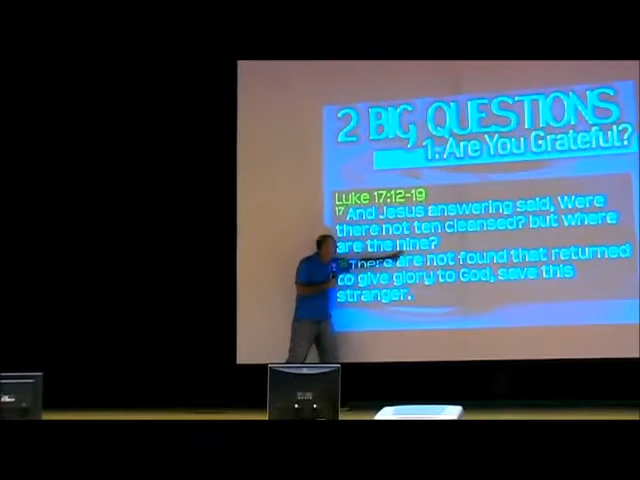 2 BIG QUESTIONS
1. Are You Grateful?
Luke 17:12-19
17 And Jesus answering said, Were
there not ten cleansed? but where
are the nine?
18 There are not found that returned
to give glory to God, save this
stranger.